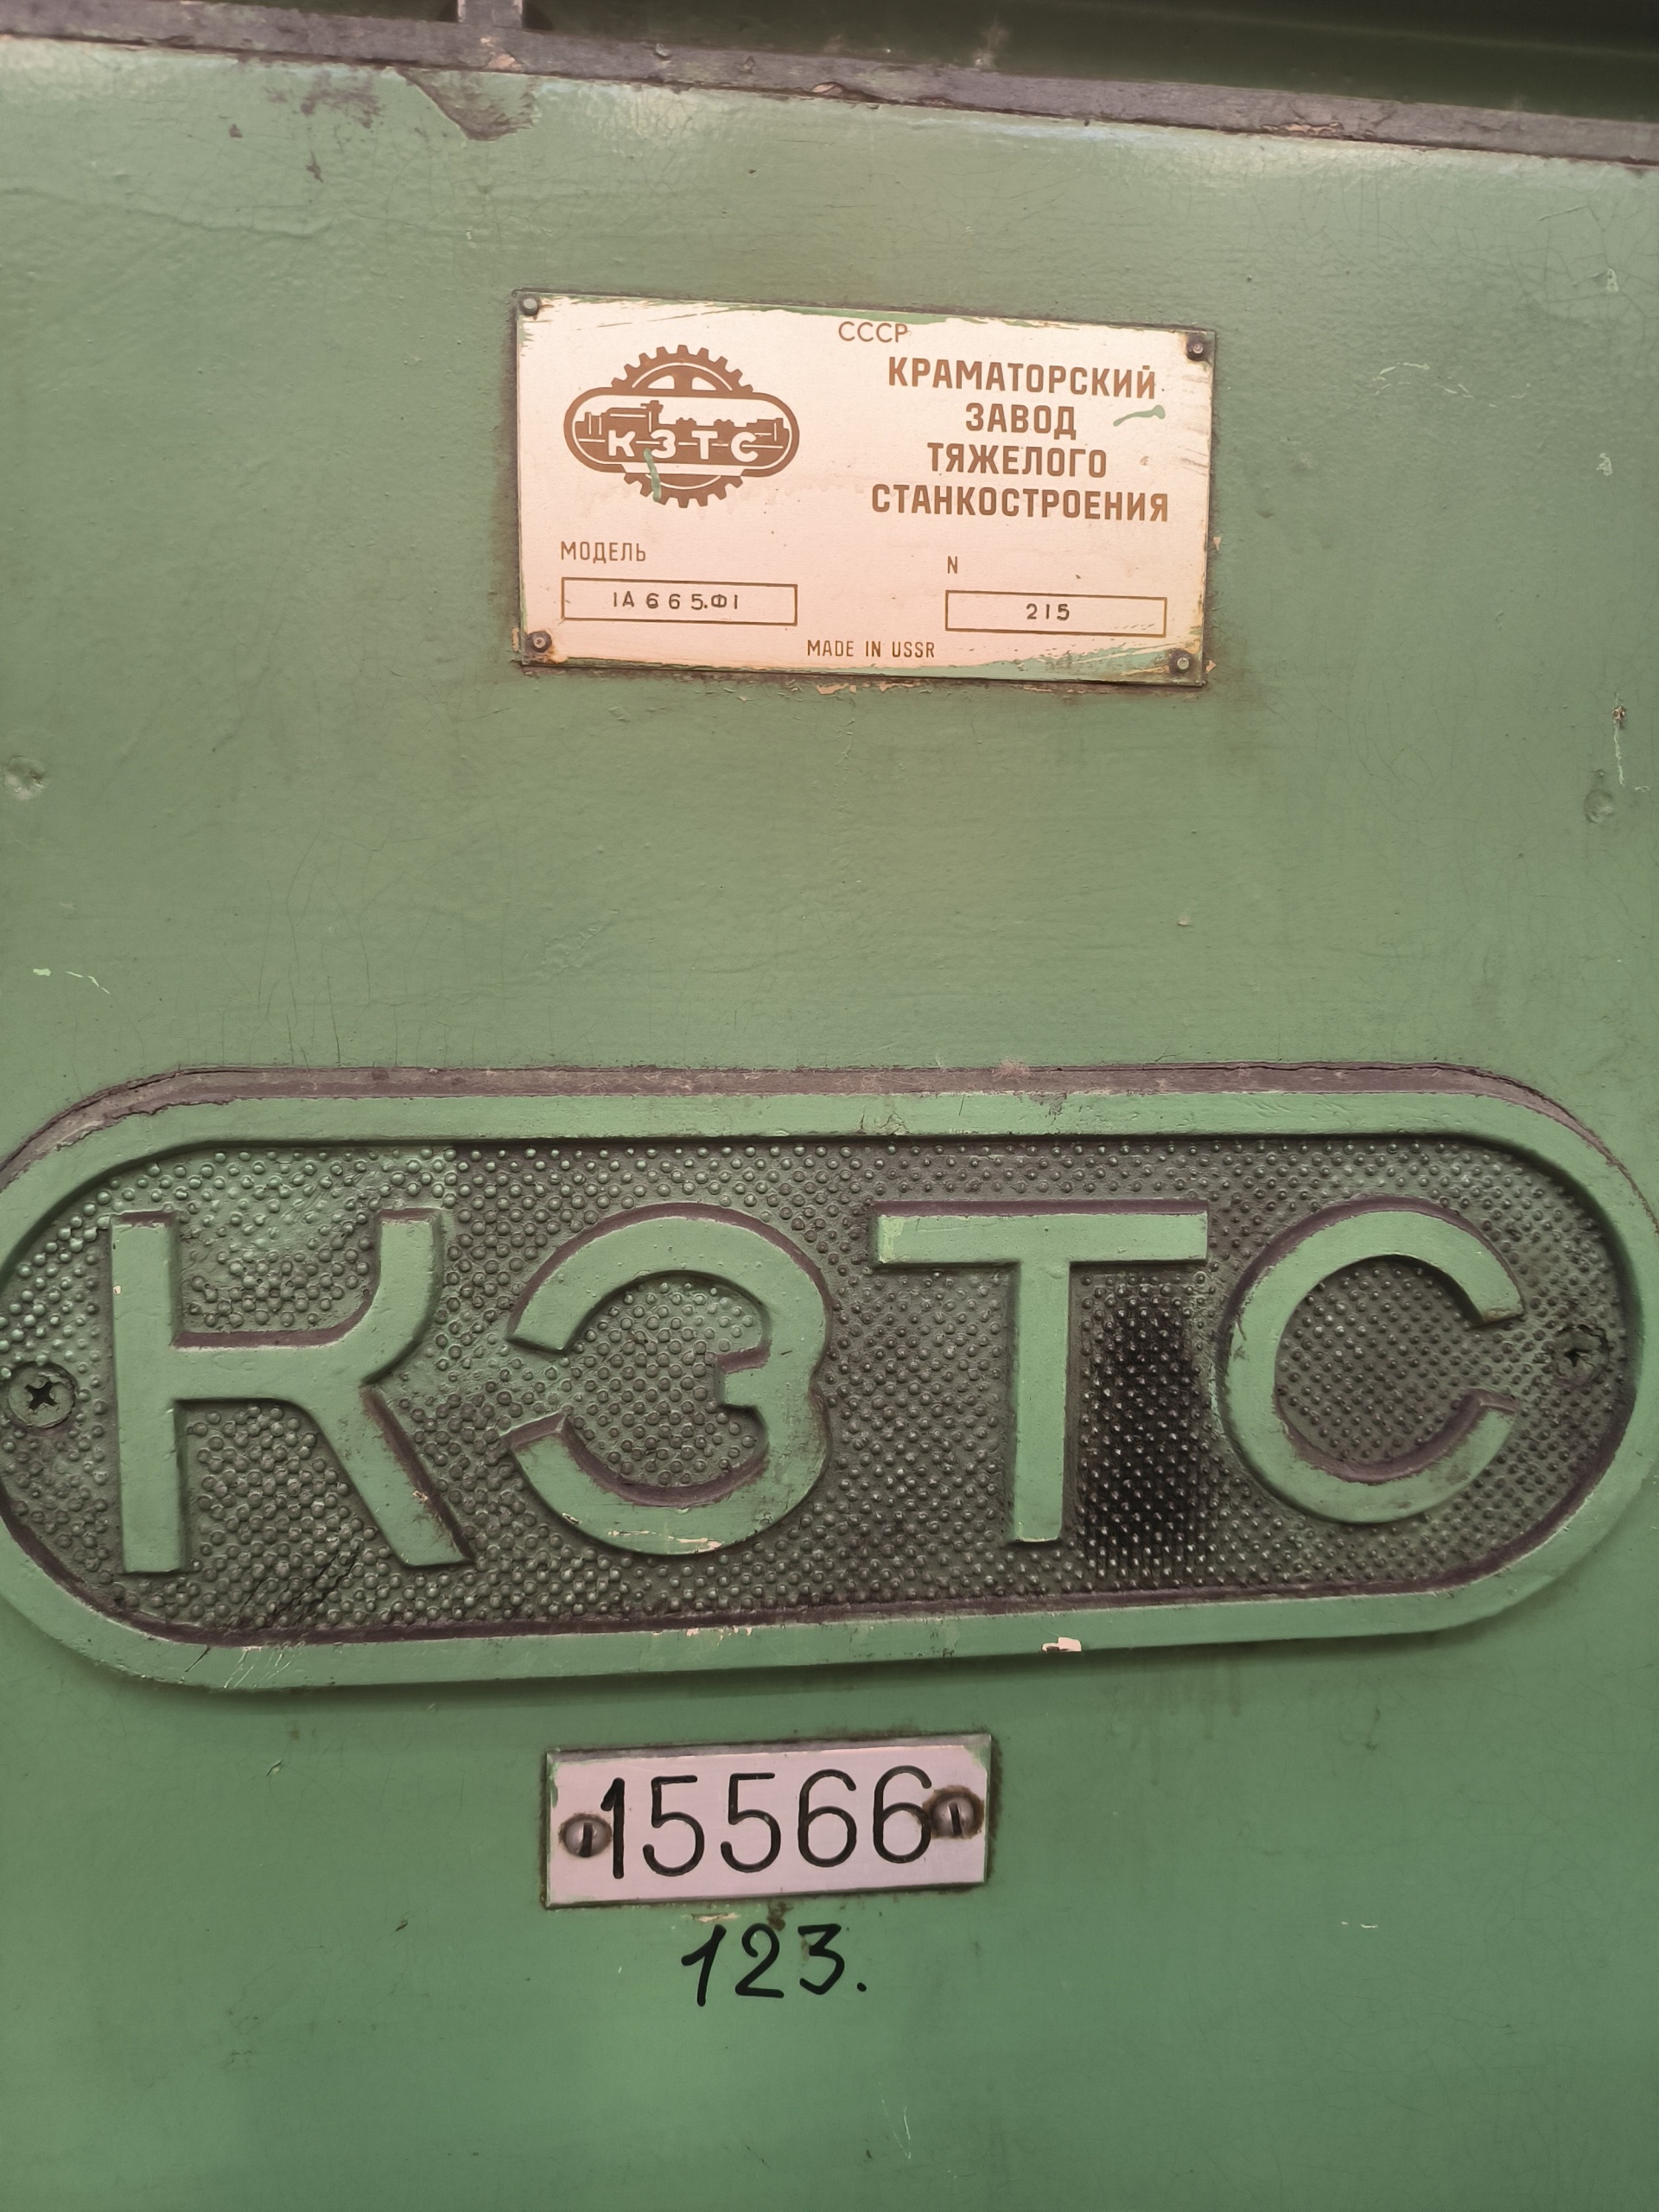 СССР
КРАМАТОРСКИЙ
ЗАВОД
ТЯЖЕЛОГО
СТАНКОСТРОЕНИЯ
КЗТС
МОДЕЛЬ
1А665.Ф1
N
215
MADE IN USSR
КЗТС
15566
123.